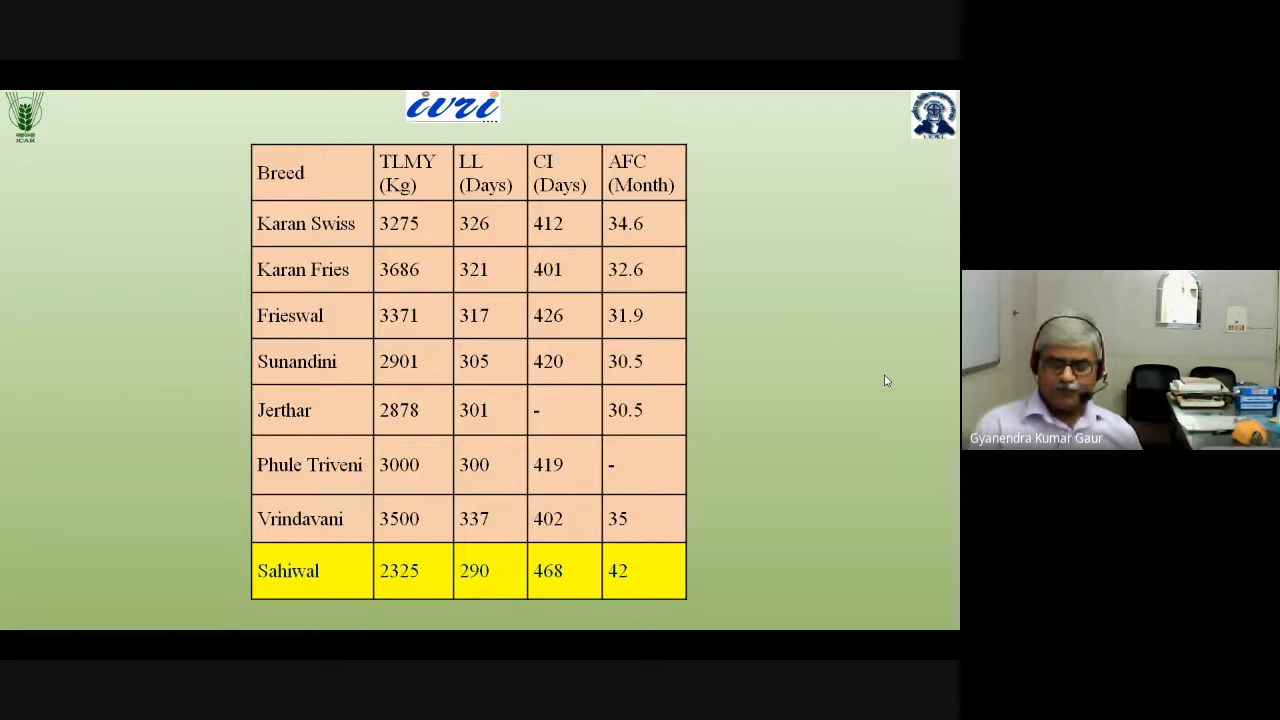 ivri
ICAR
Breed TLMY (Kg) LL (Days) CI (Days) AFC (Month)
Karan Swiss 3275 326 412 34.6
Karan Fries 3686 321 401 32.6
Frieswal 3371 317 426 31.9
Sunandini 2901 305 420 30.5
Jerthar 2878 301 - 30.5
Phule Triveni 3000 300 419 -
Vrindavani 3500 337 402 35
Sahiwal 2325 290 468 42
Gyanendra Kumar Gaur